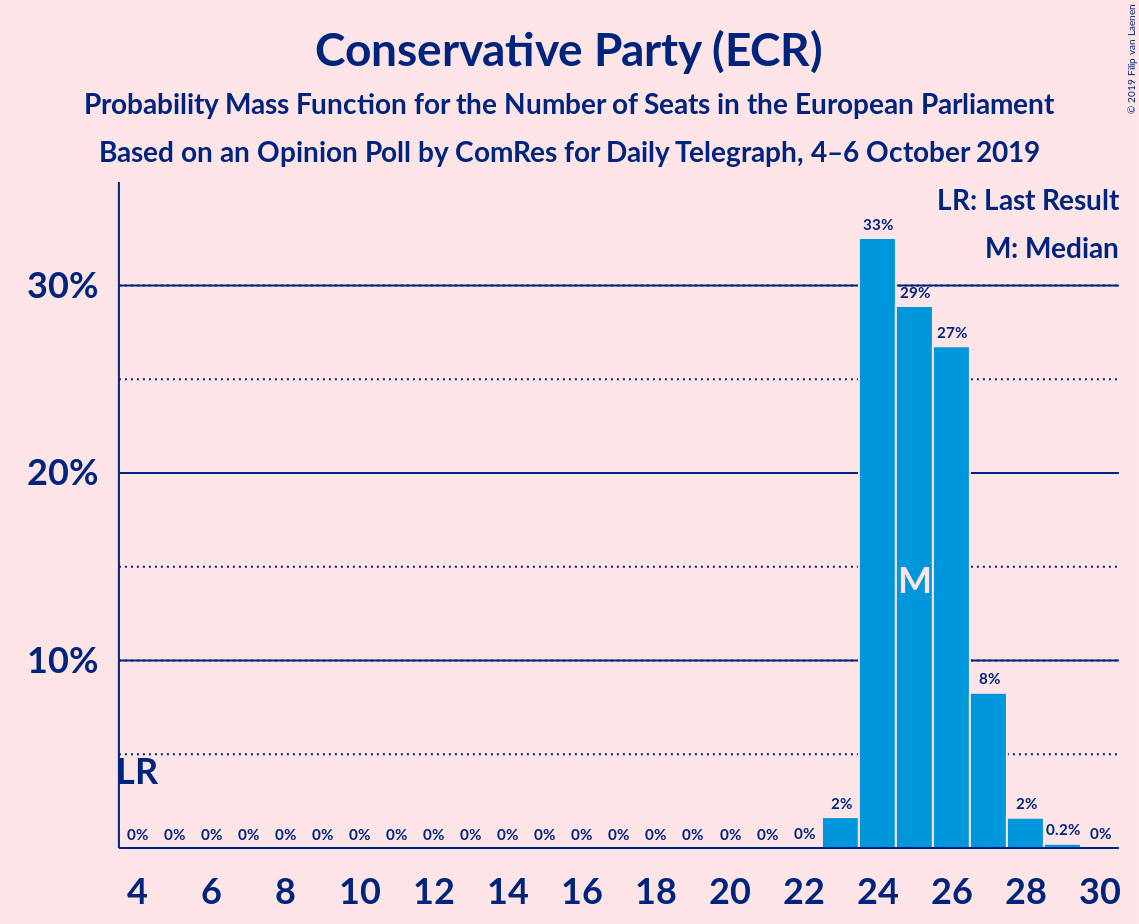 Conservative Party (ECR)
Probability Mass Function for the Number of Seats in the European Parliament
Based on an Opinion Poll by ComRes for Daily Telegraph, 4–6 October 2019
© 2019 Filip van Laenen
LR: Last Result
M: Median
30%
20%
10%
33%
29%
27%
M
8%
LR
0% 0% 0% 0% 0% 0% 0% 0% 0% 0% 0% 0% 0% 0% 0% 0% 0% 0% 0% 2% 2% 0.2% 0%
4 6 8 10 12 14 16 18 20 22 24 26 28 30